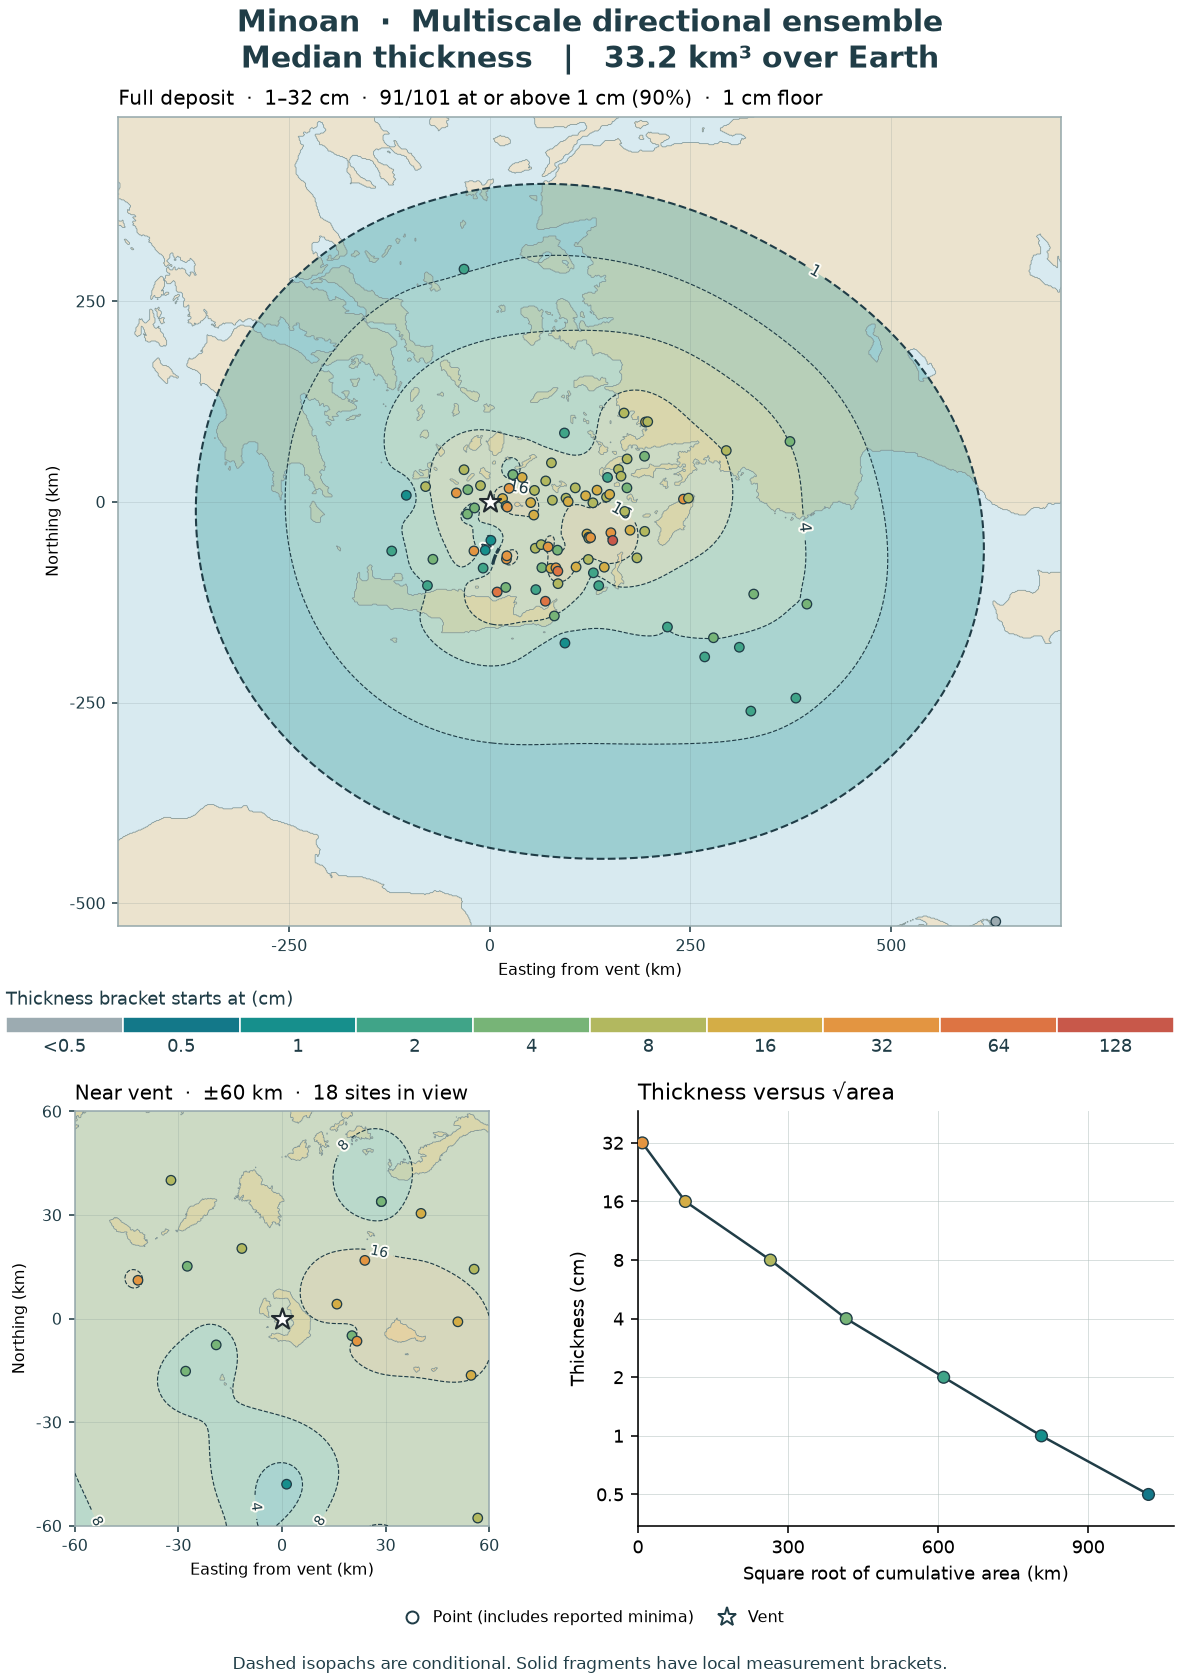 Minoan · Multiscale directional ensemble
Median thickness | 33.2 km³ over Earth
Full deposit · 1–32 cm · 91/101 at or above 1 cm (90%) · 1 cm floor
1
16
4
250
0
-250
-500
Northing (km)
-250 0 250 500
Easting from vent (km)
Thickness bracket starts at (cm)
<0.5 0.5 1 2 4 8 16 32 64 128
Near vent · ±60 km · 18 sites in view
60
30
0
-30
-60
Northing (km)
8
16
4
8
8
-60 -30 0 30 60
Easting from vent (km)
Thickness versus √area
32
16
8
4
2
1
0.5
Thickness (cm)
0 300 600 900
Square root of cumulative area (km)
Point (includes reported minima) Vent
Dashed isopachs are conditional. Solid fragments have local measurement brackets.